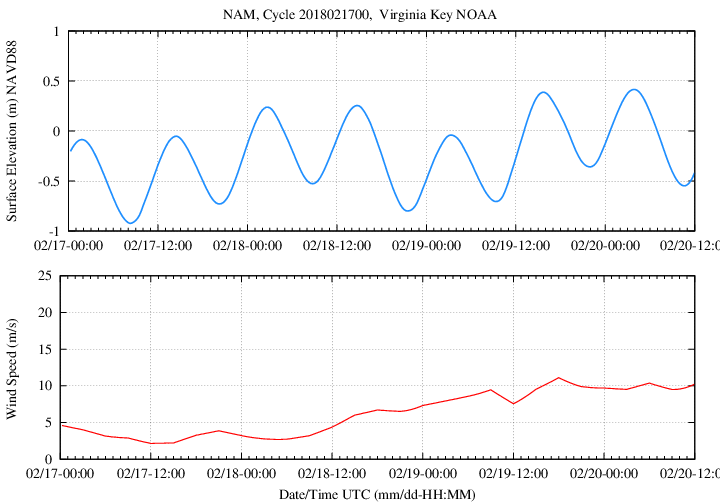 NAM, Cycle 2018021700,  Virginia Key NOAA
Surface Elevation (m) NAVD88
1
0.5
0
-0.5
-1
02/17-00:00 02/17-12:00 02/18-00:00 02/18-12:00 02/19-00:00 02/19-12:00 02/20-00:00 02/20-12:0
Wind Speed (m/s)
25
20
15
10
5
0
02/17-00:00 02/17-12:00 02/18-00:00 02/18-12:00 02/19-00:00 02/19-12:00 02/20-00:00 02/20-12:0
Date/Time UTC (mm/dd-HH:MM)